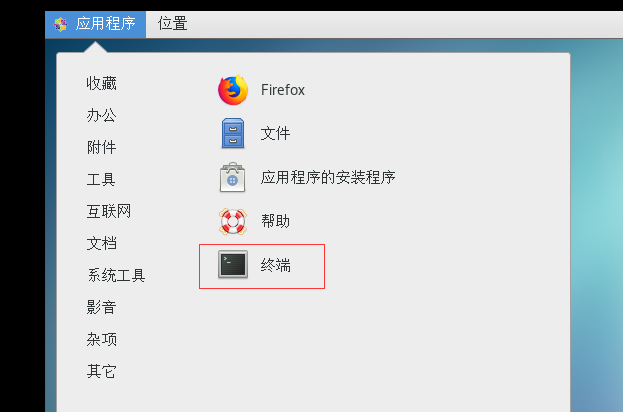 应用程序 位置
收藏
办公
附件
工具
互联网
文档
系统工具
影音
杂项
其它
Firefox
文件
应用程序的安装程序
帮助
终端